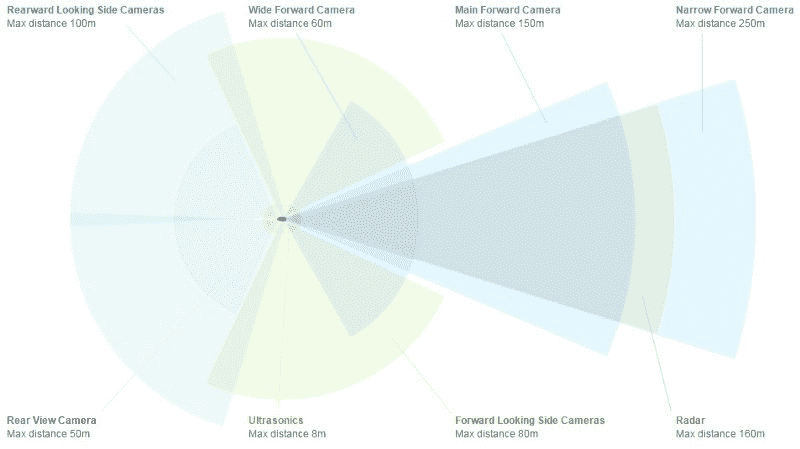 Rearward Looking Side Cameras
Max distance 100m
Wide Forward Camera
Max distance 60m
Main Forward Camera
Max distance 150m
Narrow Forward Camera
Max distance 250m
Rear View Camera
Max distance 50m
Ultrasonics
Max distance 8m
Forward Looking Side Cameras
Max distance 80m
Radar
Max distance 160m